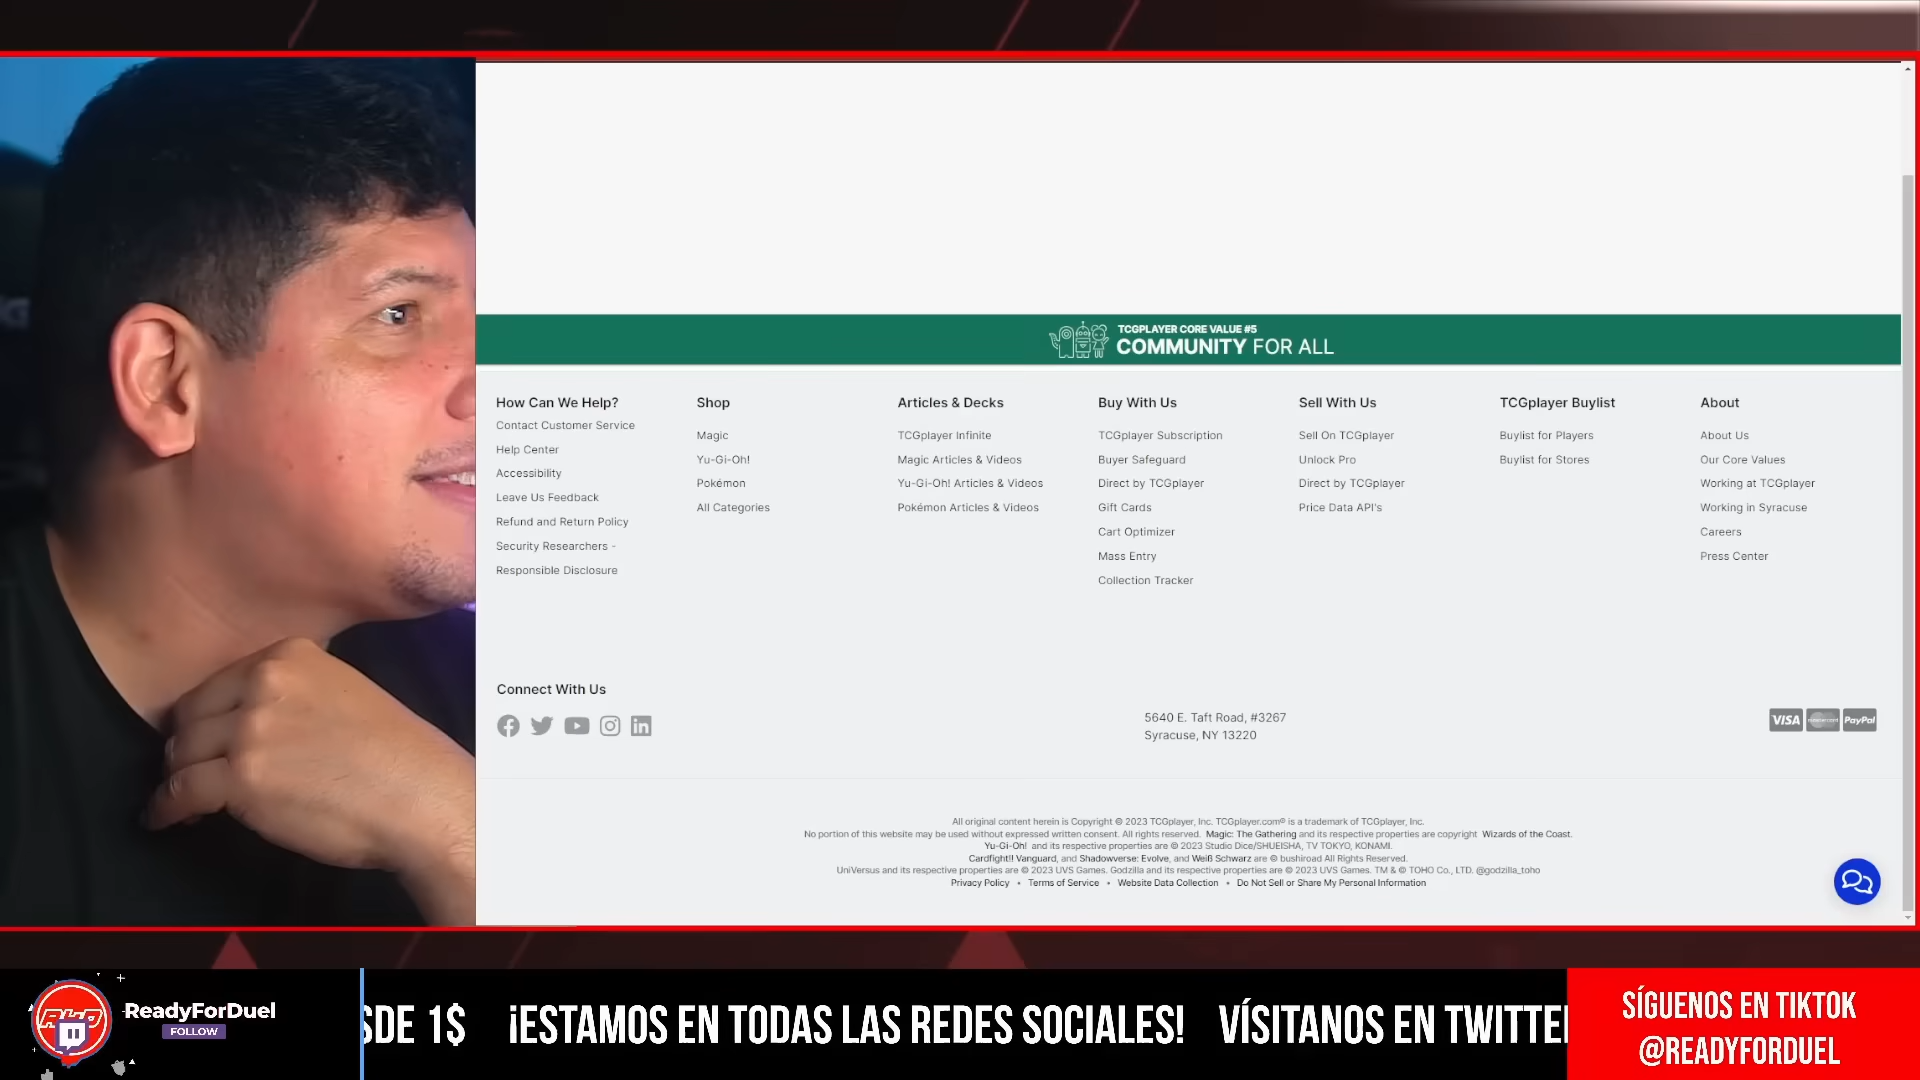 TCGPLAYER CORE VALUE #5
COMMUNITY FOR ALL
How Can We Help?
Contact Customer Service
Help Center
Accessibility
Leave Us Feedback
Refund and Return Policy
Security Researchers -
Responsible Disclosure
Shop
Magic
Yu-Gi-Oh!
Pokémon
All Categories
Articles & Decks
TCGplayer Infinite
Magic Articles & Videos
Yu-Gi-Oh! Articles & Videos
Pokémon Articles & Videos
Buy With Us
TCGplayer Subscription
Buyer Safeguard
Direct by TCGplayer
Gift Cards
Cart Optimizer
Mass Entry
Collection Tracker
Sell With Us
Sell On TCGplayer
Unlock Pro
Direct by TCGplayer
Price Data API's
TCGplayer Buylist
Buylist for Players
Buylist for Stores
About
About Us
Our Core Values
Working at TCGplayer
Working in Syracuse
Careers
Press Center
Connect With Us
5640 E. Taft Road, #3267
Syracuse, NY 13220
VISA PayPal
All original content herein is Copyright © 2023 TCGplayer, Inc. TCGplayer.com® is a trademark of TCGplayer, Inc.
No portion of this website may be used without expressed written consent. All rights reserved. Magic: The Gathering and its respective properties are copyright Wizards of the Coast.
Yu-Gi-Oh! and its respective properties are © 2023 Studio Dice/SHUEISHA, TV TOKYO, KONAMI.
Cardfight!! Vanguard, and Shadowverse: Evolve, and Weiß Schwarz are © bushiroad All Rights Reserved.
UniVersus and its respective properties are © 2023 UVS Games. Godzilla and its respective properties are © 2023 UVS Games. TM & © TOHO Co., LTD. @godzilla_toho
Privacy Policy • Terms of Service • Website Data Collection • Do Not Sell or Share My Personal Information
ReadyForDuel
FOLLOW
SDE 1$ ¡ESTAMOS EN TODAS LAS REDES SOCIALES! VÍSITANOS EN TWITTE
SÍGUENOS EN TIKTOK
@READYFORDUEL